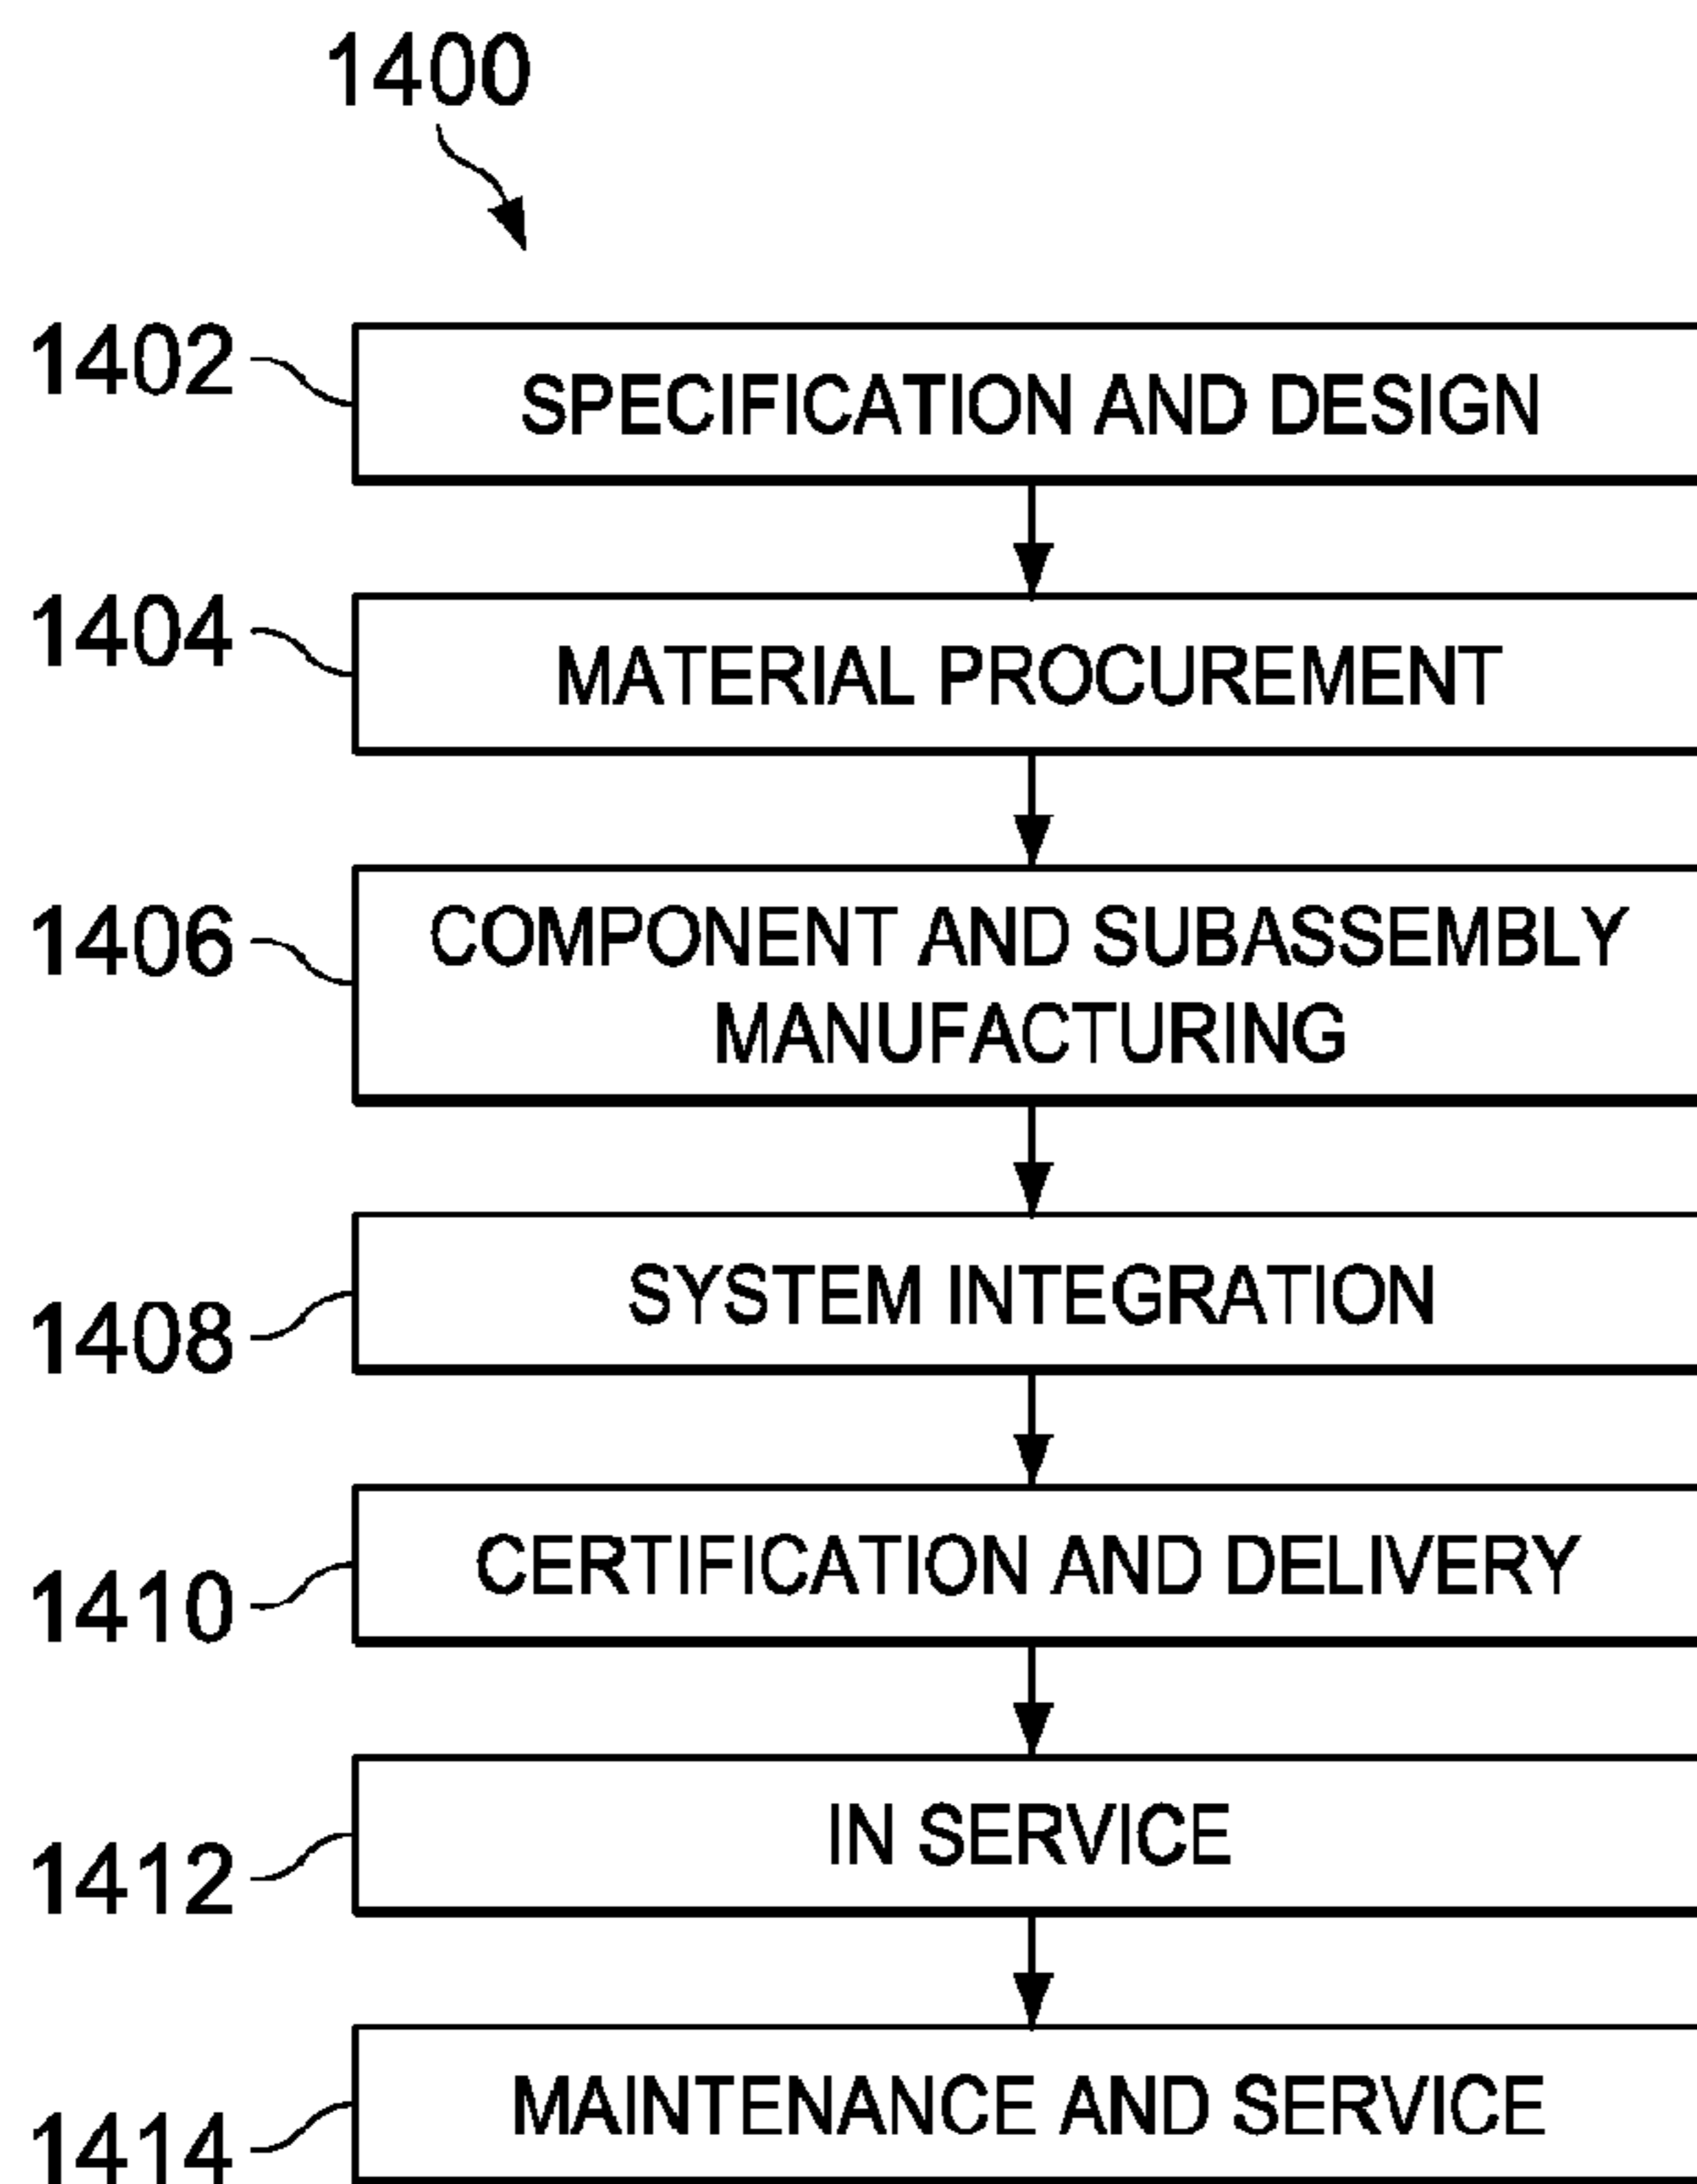 1400
1402
SPECIFICATION AND DESIGN
1404
MATERIAL PROCUREMENT
1406
COMPONENT AND SUBASSEMBLY
MANUFACTURING
1408
SYSTEM INTEGRATION
1410
CERTIFICATION AND DELIVERY
1412
IN SERVICE
1414
MAINTENANCE AND SERVICE